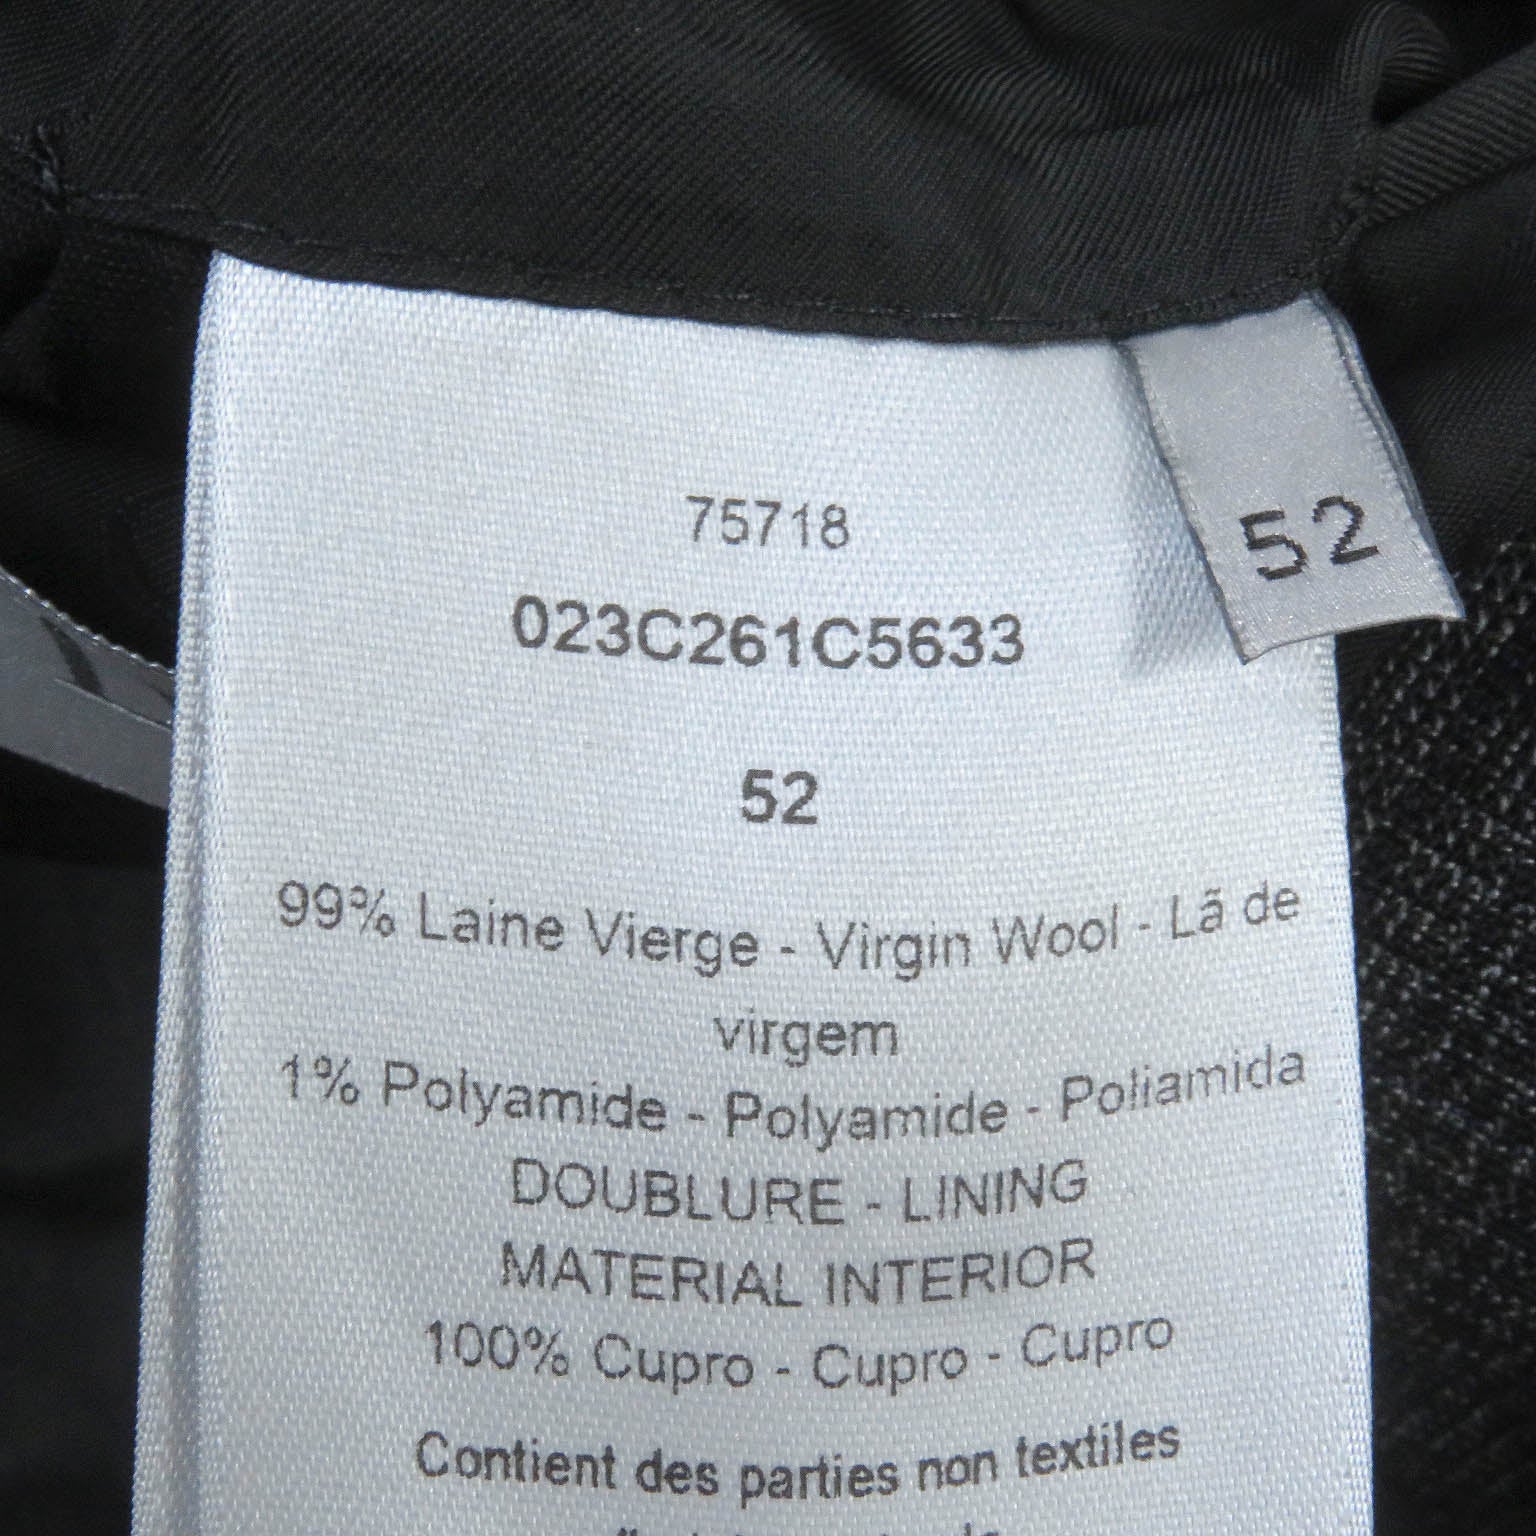 75718
52
023C261C5633
52
99% Laine Vierge - Virgin Wool - Lã de
virgem
1% Polyamide - Polyamide - Poliamida
DOUBLURE - LINING
MATERIAL INTERIOR
100% Cupro - Cupro - Cupro
Contient des parties non textiles